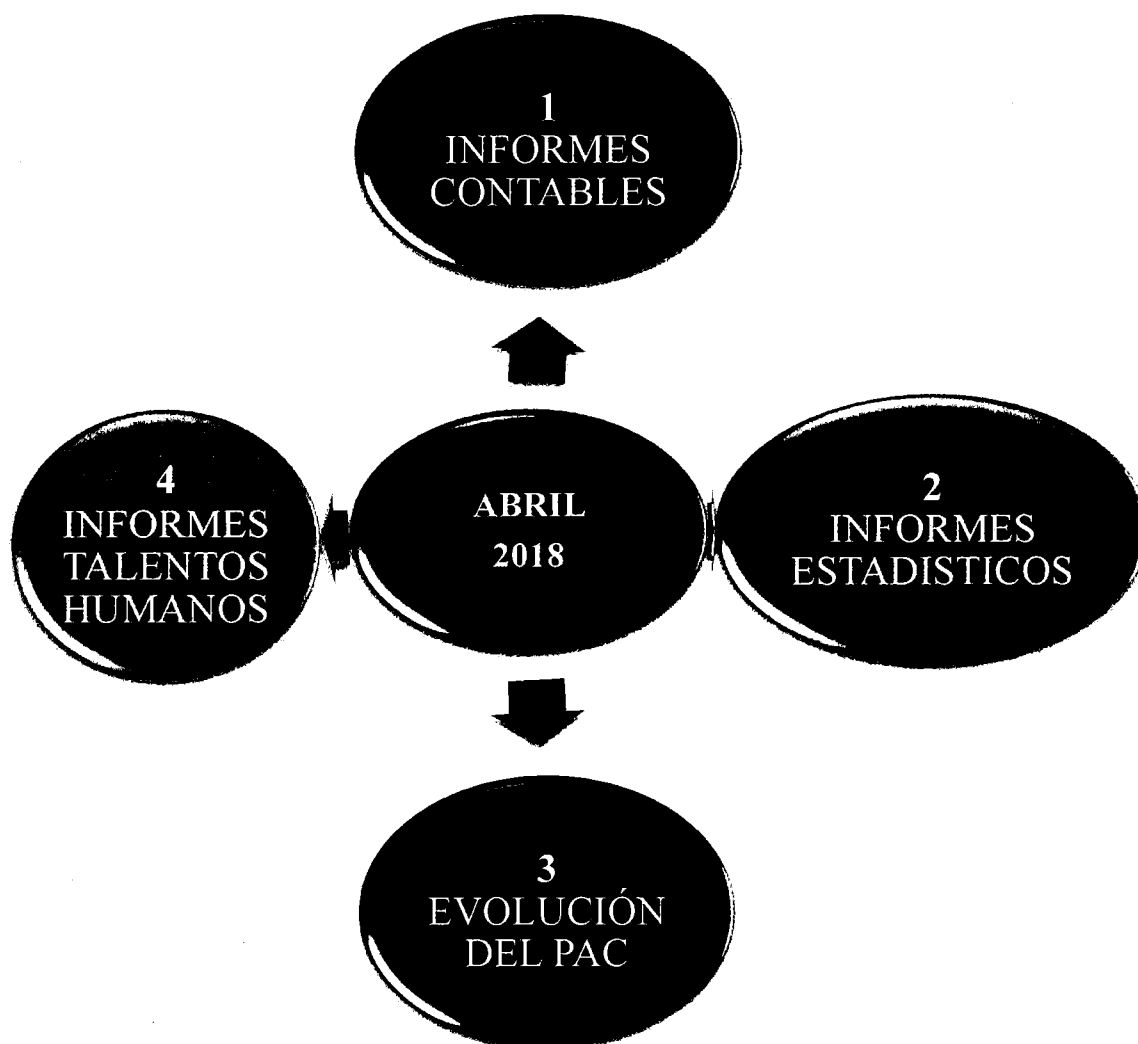 1
INFORMES
CONTABLES
4
INFORMES
TALENTOS
HUMANOS
ABRIL
2018
2
INFORMES
ESTADISTICOS
3
EVOLUCIÓN
DEL PAC